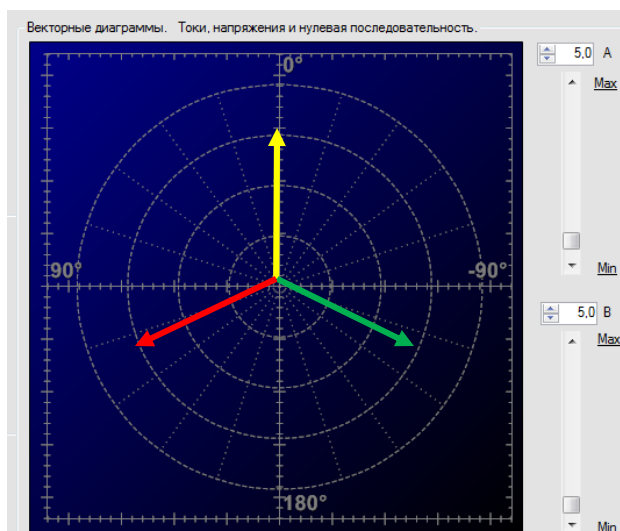 Векторные диаграммы. Токи, напряжения и нулевая последовательность.
0°
5,0 А
Max
90°
-90°
Min
5,0 В
Max
180°
Min